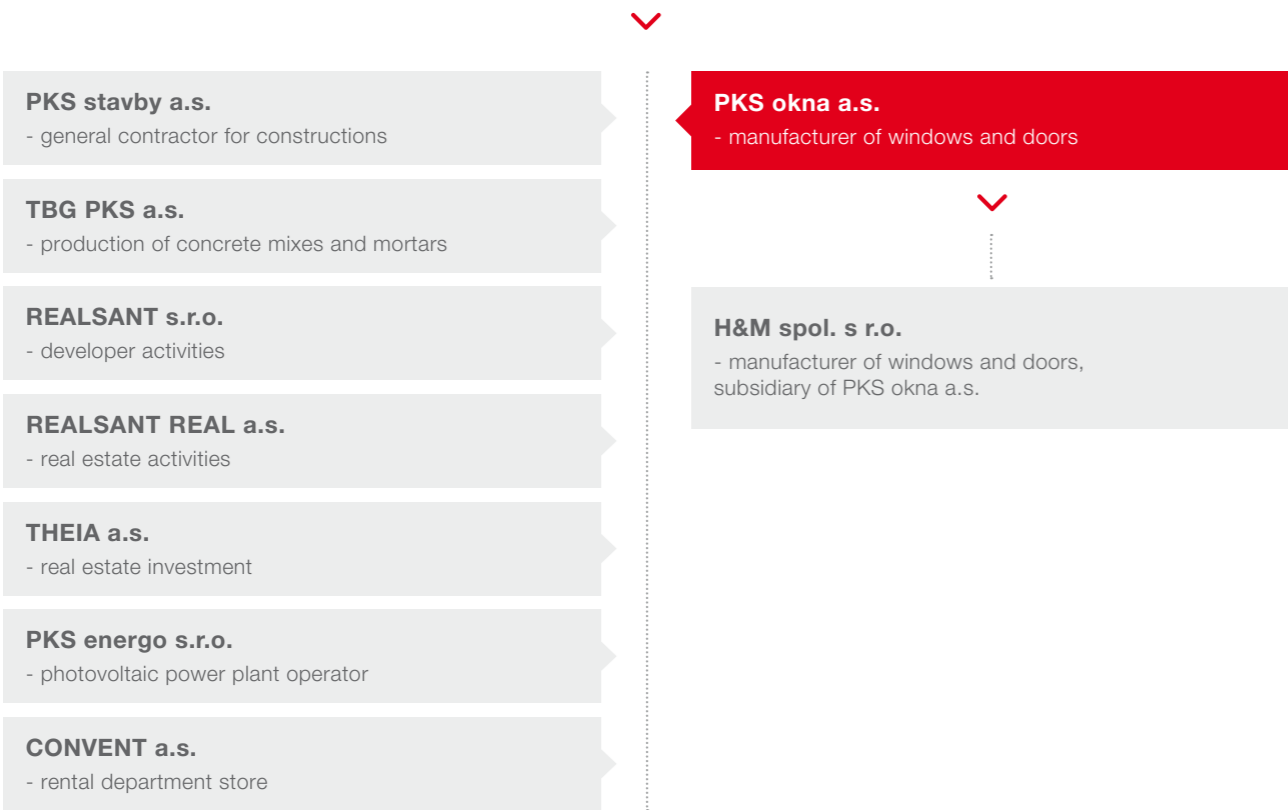 PKS stavby a.s.
- general contractor for constructions
TBG PKS a.s.
- production of concrete mixes and mortars
REALSANT s.r.o.
- developer activities
REALSANT REAL a.s.
- real estate activities
THEIA a.s.
- real estate investment
PKS energo s.r.o.
- photovoltaic power plant operator
CONVENT a.s.
- rental department store
PKS okna a.s.
- manufacturer of windows and doors
H&M spol. s r.o.
- manufacturer of windows and doors,
subsidiary of PKS okna a.s.